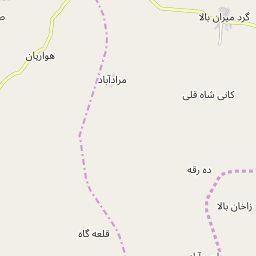 گرد میران بالا
هواریان
مرادآباد
کانی شاه قلی
ده رقه
زاخان بالا
قلعه گاه